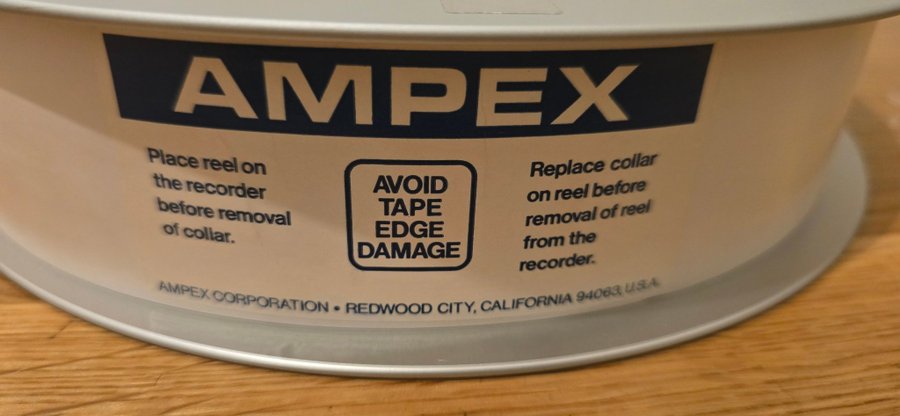 AMPEX
Place reel on
the recorder
before removal
of collar.
AVOID
TAPE
EDGE
DAMAGE
Replace collar
on reel before
removal of reel
from the
recorder.
AMPEX CORPORATION • REDWOOD CITY, CALIFORNIA 94063, U.S.A.